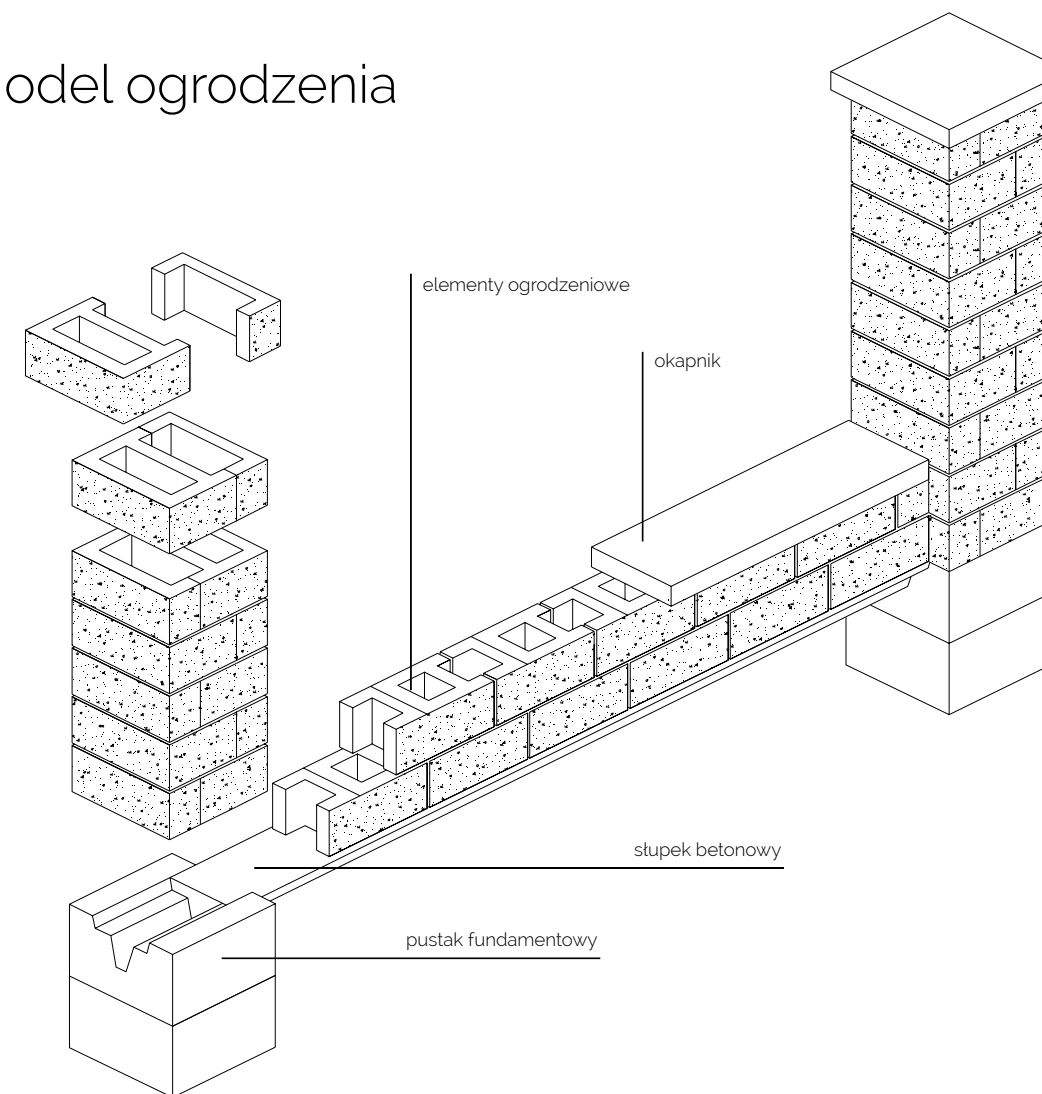 odel ogrodzenia
elementy ogrodzeniowe
okapnik
słupek betonowy
pustak fundamentowy